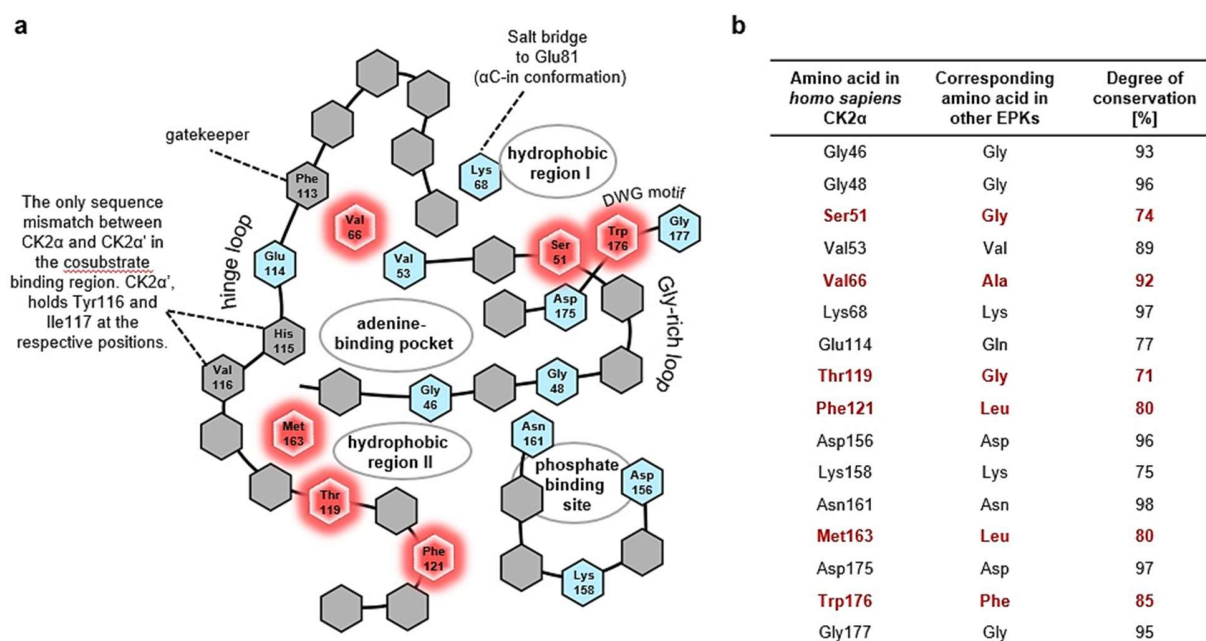 a
b
Salt bridge
to Glu81
(αC-in conformation)
gatekeeper
Phe
113
Lys
68
hydrophobic
region I
DWG motif
The only sequence
mismatch between
CK2α and CK2α' in
the cosubstrate
binding region. CK2α',
holds Tyr116 and
Ile117 at the
respective positions.
hinge loop
Val
66
Glu
114
Val
53
Ser
51
Trp
176
Gly
177
Asp
175
Gly-rich loop
His
115
adenine-
binding pocket
Val
116
Gly
46
Gly
48
Met
163
hydrophobic
region II
Asn
161
phosphate
binding
site
Asp
156
Thr
119
Phe
121
Lys
158
Amino acid in
homo sapiens
CK2α
Corresponding
amino acid in
other EPKs
Degree of
conservation
[%]
Gly46 Gly 93
Gly48 Gly 96
Ser51 Gly 74
Val53 Val 89
Val66 Ala 92
Lys68 Lys 97
Glu114 Gln 77
Thr119 Gly 71
Phe121 Leu 80
Asp156 Asp 96
Lys158 Lys 75
Asn161 Asn 98
Met163 Leu 80
Asp175 Asp 97
Trp176 Phe 85
Gly177 Gly 95